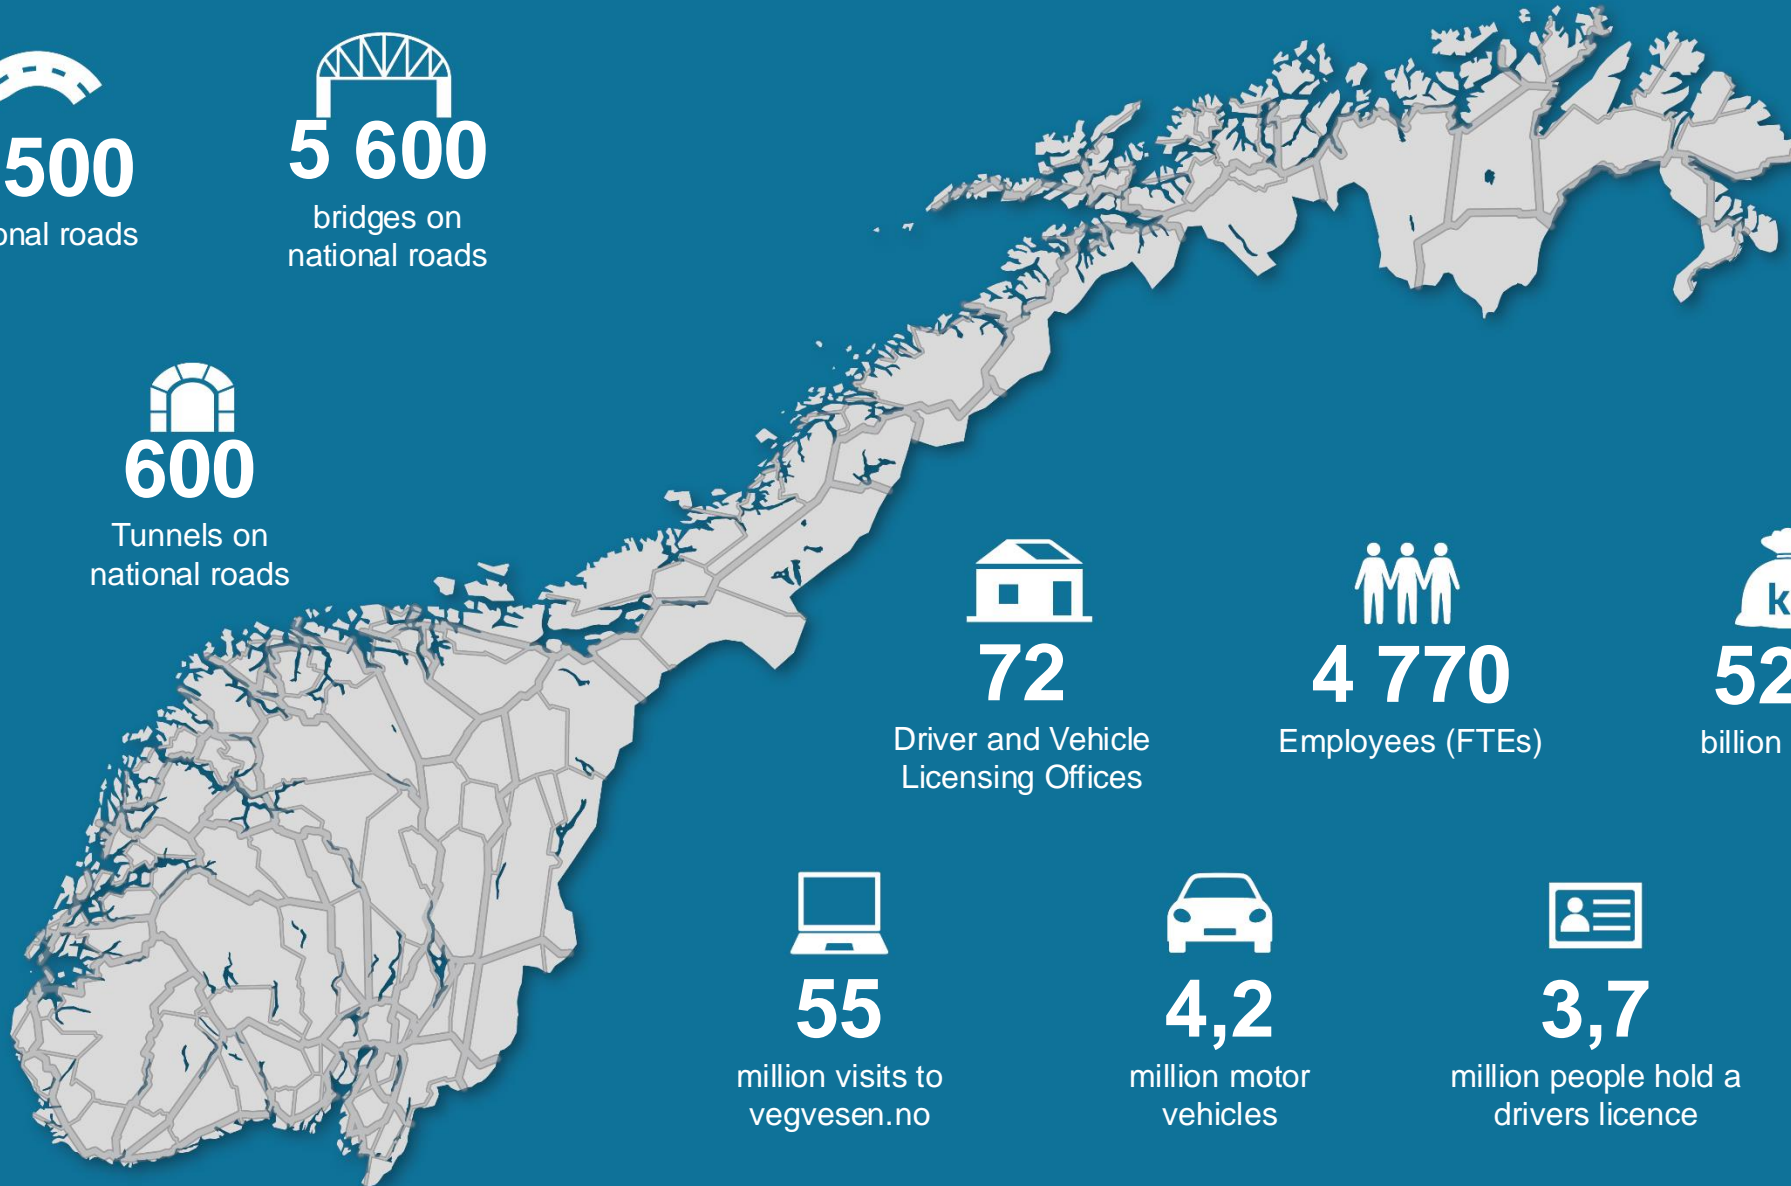 500
onal roads
5 600
bridges on
national roads
600
Tunnels on
national roads
72
Driver and Vehicle
Licensing Offices
4 770
Employees (FTEs)
k
52
billion
55
million visits to
vegvesen.no
4,2
million motor
vehicles
3,7
million people hold a
drivers licence